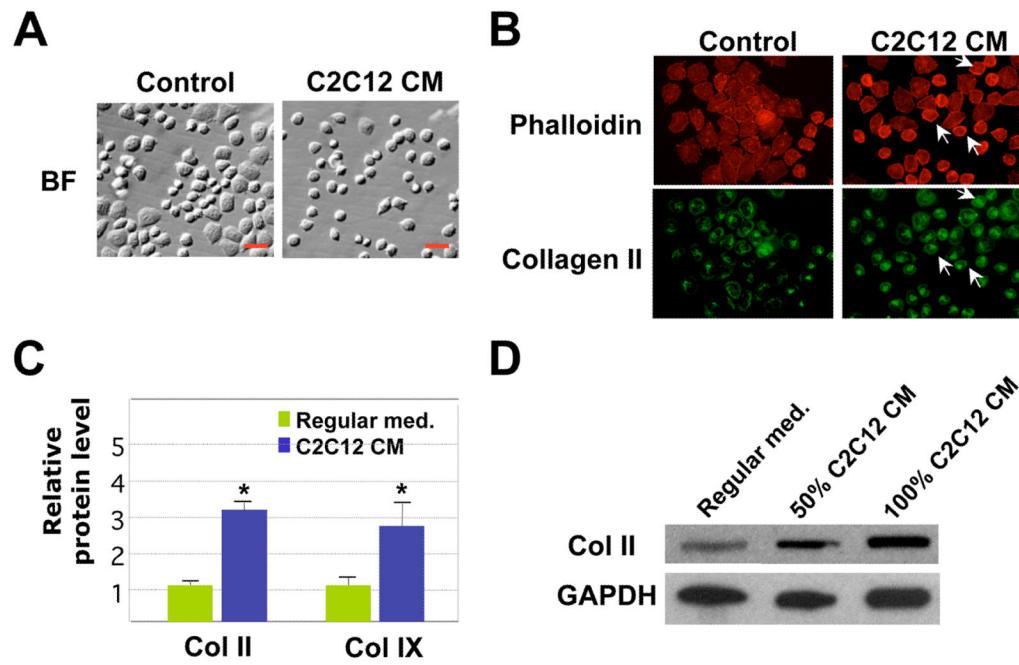 A
Control
C2C12 CM
BF
B
Control
C2C12 CM
Phalloidin
Collagen II
C
Relative
protein level
5
4
3
2
1
Regular med.
C2C12 CM
*
*
Col II
Col IX
D
Regular med.
50% C2C12 CM
100% C2C12 CM
Col II
GAPDH